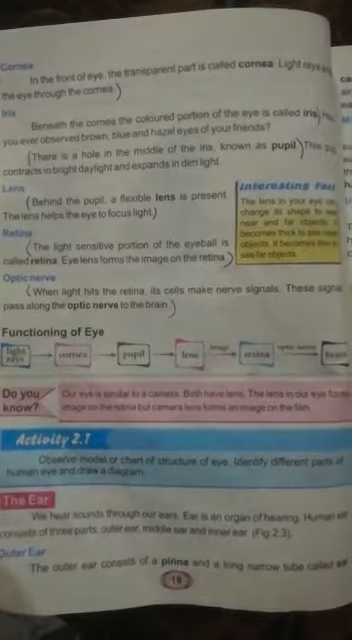 Cornea
In the front of eye, the transparent part is called cornea. Light rays
the eye through the cornea.)
Iris
Beneath the cornea the coloured portion of the eye is called iris)
you ever observed brown, blue and hazel eyes of your friends?
(There is a hole in the middle of the iris, known as pupil) This
contracts in bright daylight and expands in dim light.
Lens
(Behind the pupil, a flexible lens is present.
The lens helps the eye to focus light.)
Retina
(The light sensitive portion of the eyeball is
called retina. Eye lens forms the image on the retina.)
Interesting Fact
The lens in your eye can
change its shape to see
near and far objects. It
becomes thick to see near
objects. It becomes thin to
see far objects.
Optic nerve
(When light hits the retina, its cells make nerve signals. These signa
pass along the optic nerve to the brain.)
Functioning of Eye
light rays → cornea → pupil → lens → image → retina → optic nerve → brain
Do you know?
Our eye is similar to a camera. Both have lens. The lens in our eye forms
image on the retina but camera lens forms an image on the film.
Activity 2.1
Observe model or chart of structure of eye. Identify different parts of
human eye and draw a diagram.
The Ear
We hear sounds through our ears. Ear is an organ of hearing. Human ear
consists of three parts; outer ear, middle ear and inner ear. (Fig 2.3).
Outer Ear
The outer ear consists of a pinna and a long narrow tube called ear
18